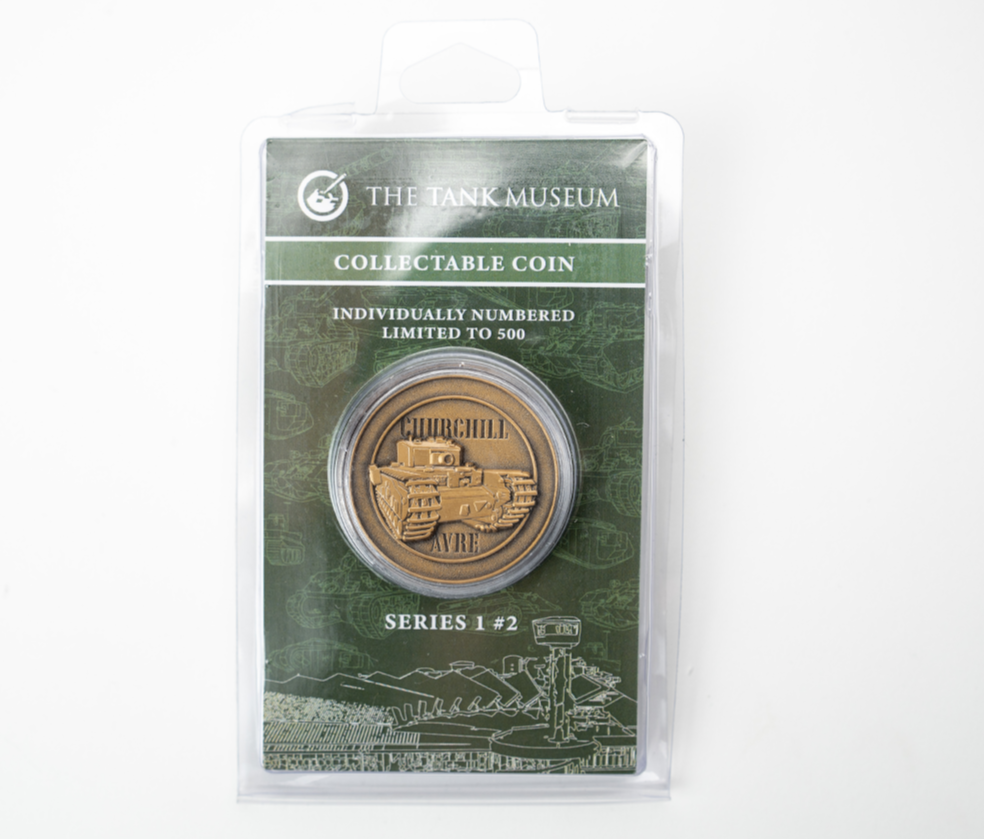 THE TANK MUSEUM
COLLECTABLE COIN
INDIVIDUALLY NUMBERED
LIMITED TO 500
CHURCHILL
AVRE
SERIES 1 #2